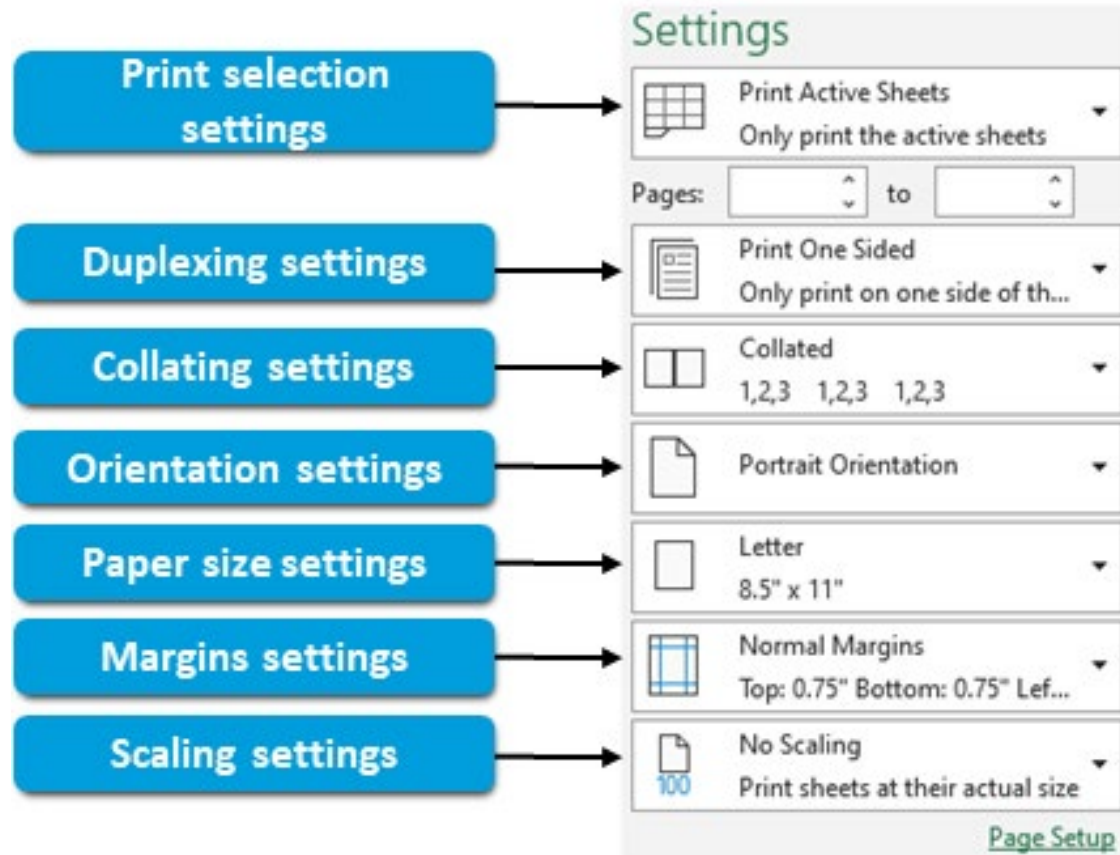 Settings
Print selection
settings
Print Active Sheets
Only print the active sheets
Pages: to
Duplexing settings
Print One Sided
Only print on one side of th...
Collating settings
Collated
1,2,3 1,2,3 1,2,3
Orientation settings
Portrait Orientation
Paper size settings
Letter
8.5" x 11"
Margins settings
Normal Margins
Top: 0.75" Bottom: 0.75" Lef...
Scaling settings
No Scaling
100
Print sheets at their actual size
Page Setup